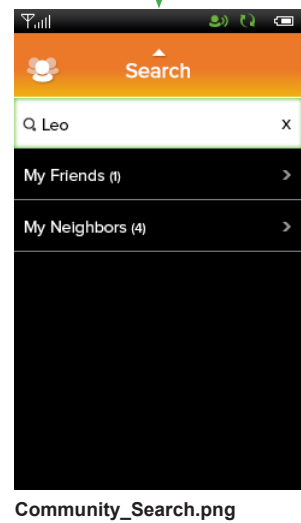 Search
Leo
x
My Friends (1)
My Neighbors (4)
Community_Search.png